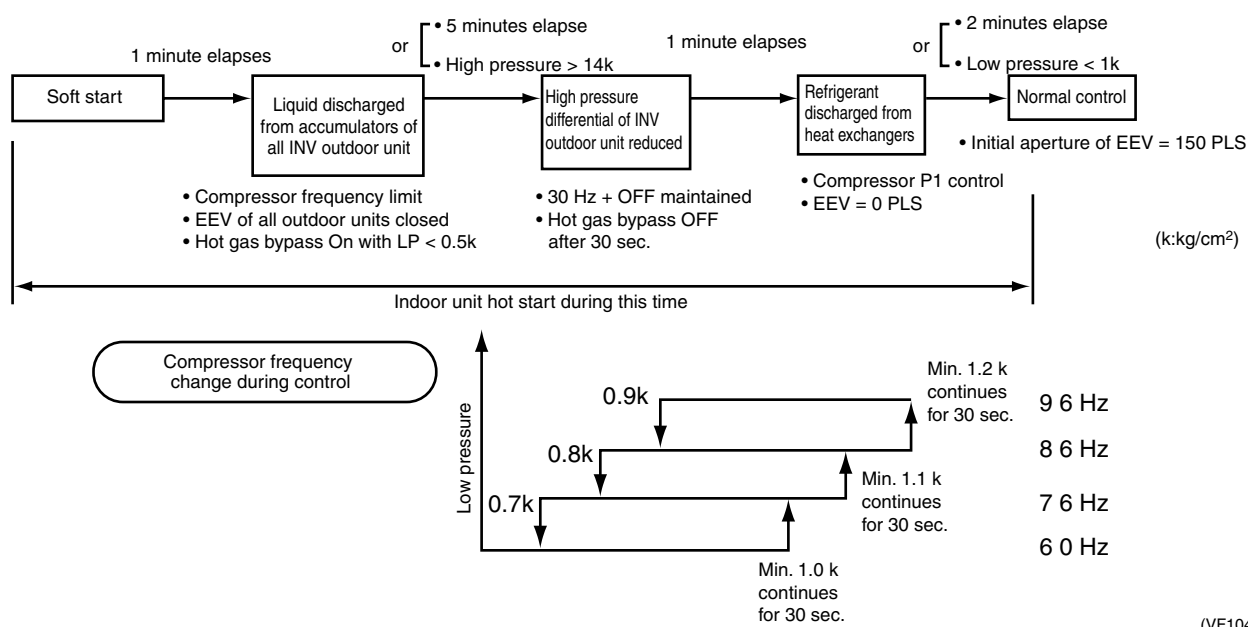 1 minute elapses
or
• 5 minutes elapse
• High pressure > 14k
1 minute elapses
or
• 2 minutes elapse
• Low pressure < 1k
Soft start
Liquid discharged
from accumulators of
all INV outdoor unit
High pressure
differential of INV
outdoor unit reduced
Refrigerant
discharged from
heat exchangers
Normal control
• Compressor frequency limit
• EEV of all outdoor units closed
• Hot gas bypass On with LP < 0.5k
• 30 Hz + OFF maintained
• Hot gas bypass OFF
after 30 sec.
• Compressor P1 control
• EEV = 0 PLS
• Initial aperture of EEV = 150 PLS
(k:kg/cm²)
Indoor unit hot start during this time
Compressor frequency
change during control
Low pressure
0.9k
0.8k
0.7k
Min. 1.2 k
continues
for 30 sec.
Min. 1.1 k
continues
for 30 sec.
Min. 1.0 k
continues
for 30 sec.
9 6 Hz
8 6 Hz
7 6 Hz
6 0 Hz
(VF104